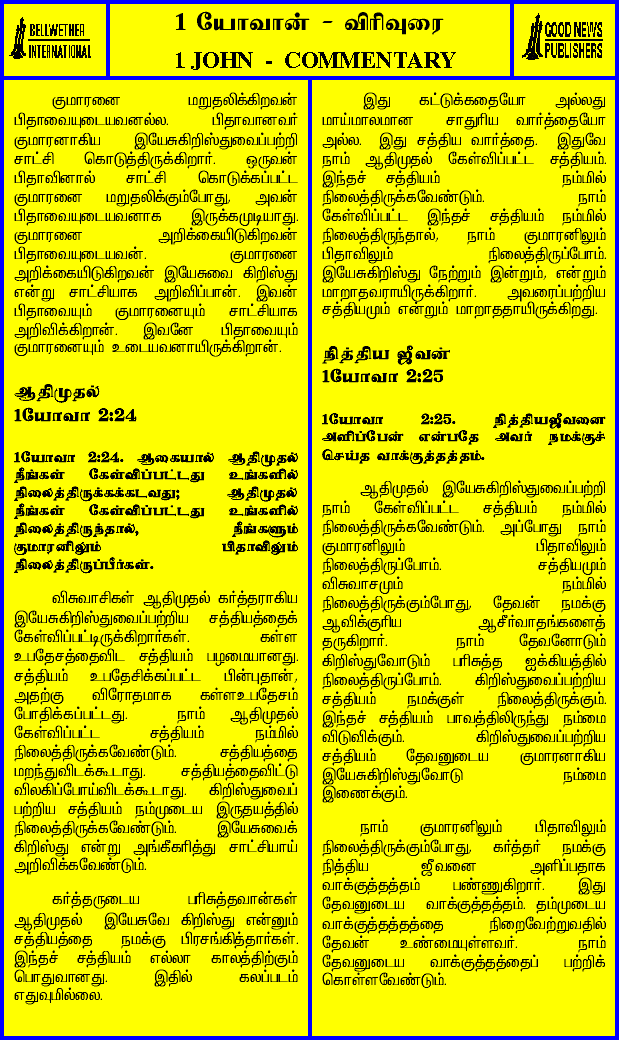 BELLWETHER
INTERNATIONAL
1 யோவான் - விரிவுரை
1 JOHN - COMMENTARY
GOOD NEWS
PUBLISHERS
குமாரனை மறுதலிக்கிறவன்
பிதாவையுடையவனல்ல. பிதாவானவர்
குமாரனாகிய இயேசுகிறிஸ்துவைப்பற்றி
சாட்சி கொடுத்திருக்கிறார். ஒருவன்
பிதாவினால் சாட்சி கொடுக்கப்பட்ட
குமாரனை மறுதலிக்கும்போது, அவன்
பிதாவையுடையவனாக இருக்கமுடியாது.
குமாரனை அறிக்கையிடுகிறவன்
பிதாவையுடையவன். குமாரனை
அறிக்கையிடுகிறவன் இயேசுவை கிறிஸ்து
என்று சாட்சியாக அறிவிப்பான். இவன்
பிதாவையும் குமாரனையும் சாட்சியாக
அறிவிக்கிறான். இவனே பிதாவையும்
குமாரனையும் உடையவனாயிருக்கிறான்.
ஆதிமுதல்
1யோவா 2:24
1யோவா 2:24. ஆகையால் ஆதிமுதல்
நீங்கள் கேள்விப்பட்டது உங்களில்
நிலைத்திருக்கக்கடவது; ஆதிமுதல்
நீங்கள் கேள்விப்பட்டது உங்களில்
நிலைத்திருந்தால், நீங்களும்
குமாரனிலும் பிதாவிலும்
நிலைத்திருப்பீர்கள்.
விசுவாசிகள் ஆதிமுதல் கர்த்தராகிய
இயேசுகிறிஸ்துவைப்பற்றிய சத்தியத்தைக்
கேள்விப்பட்டிருக்கிறார்கள். கள்ள
உபதேசத்தைவிட சத்தியம் பழமையானது.
சத்தியம் உபதேசிக்கப்பட்ட பின்புதான்,
அதற்கு விரோதமாக கள்ளஉபதேசம்
போதிக்கப்பட்டது. நாம் ஆதிமுதல்
கேள்விப்பட்ட சத்தியம் நம்மில்
நிலைத்திருக்கவேண்டும். சத்தியத்தை
மறந்துவிடக்கூடாது. சத்தியத்தைவிட்டு
விலகிப்போய்விடக்கூடாது. கிறிஸ்துவைப்
பற்றிய சத்தியம் நம்முடைய இருதயத்தில்
நிலைத்திருக்கவேண்டும். இயேசுவைக்
கிறிஸ்து என்று அங்கீகரித்து சாட்சியாய்
அறிவிக்கவேண்டும்.
கர்த்தருடைய பரிசுத்தவான்கள்
ஆதிமுதல் இயேசுவே கிறிஸ்து என்னும்
சத்தியத்தை நமக்கு பிரசங்கித்தார்கள்.
இந்தச் சத்தியம் எல்லா காலத்திற்கும்
பொதுவானது. இதில் கலப்படம்
எதுவுமில்லை.
இது கட்டுக்கதையோ அல்லது
மாய்மாலமான சாதுரிய வார்த்தையோ
அல்ல. இது சத்திய வார்த்தை. இதுவே
நாம் ஆதிமுதல் கேள்விப்பட்ட சத்தியம்.
இந்தச் சத்தியம் நம்மில்
நிலைத்திருக்கவேண்டும். நாம்
கேள்விப்பட்ட இந்தச் சத்தியம் நம்மில்
நிலைத்திருந்தால், நாம் குமாரனிலும்
பிதாவிலும் நிலைத்திருப்போம்.
இயேசுகிறிஸ்து நேற்றும் இன்றும், என்றும்
மாறாதவராயிருக்கிறார். அவரைப்பற்றிய
சத்தியமும் என்றும் மாறாததாயிருக்கிறது.
நித்திய ஜீவன்
1யோவா 2:25
1யோவா 2:25. நித்தியஜீவனை
அளிப்பேன் என்பதே அவர் நமக்குச்
செய்த வாக்குத்தத்தம்.
ஆதிமுதல் இயேசுகிறிஸ்துவைப்பற்றி
நாம் கேள்விப்பட்ட சத்தியம் நம்மில்
நிலைத்திருக்கவேண்டும். அப்போது நாம்
குமாரனிலும் பிதாவிலும்
நிலைத்திருப்போம். சத்தியமும்
விசுவாசமும் நம்மில்
நிலைத்திருக்கும்போது, தேவன் நமக்கு
ஆவிக்குரிய ஆசீர்வாதங்களைத்
தருகிறார். நாம் தேவனோடும்
கிறிஸ்துவோடும் பரிசுத்த ஐக்கியத்தில்
நிலைத்திருப்போம். கிறிஸ்துவைப்பற்றிய
சத்தியம் நமக்குள் நிலைத்திருக்கும்.
இந்தச் சத்தியம் பாவத்திலிருந்து நம்மை
விடுவிக்கும். கிறிஸ்துவைப்பற்றிய
சத்தியம் தேவனுடைய குமாரனாகிய
இயேசுகிறிஸ்துவோடு நம்மை
இணைக்கும்.
நாம் குமாரனிலும் பிதாவிலும்
நிலைத்திருக்கும்போது, கர்த்தர் நமக்கு
நித்திய ஜீவனை அளிப்பதாக
வாக்குத்தத்தம் பண்ணுகிறார். இது
தேவனுடைய வாக்குத்தத்தம். தம்முடைய
வாக்குத்தத்தத்தை நிறைவேற்றுவதில்
தேவன் உண்மையுள்ளவர். நாம்
தேவனுடைய வாக்குத்தத்தைப் பற்றிக்
கொள்ளவேண்டும்.